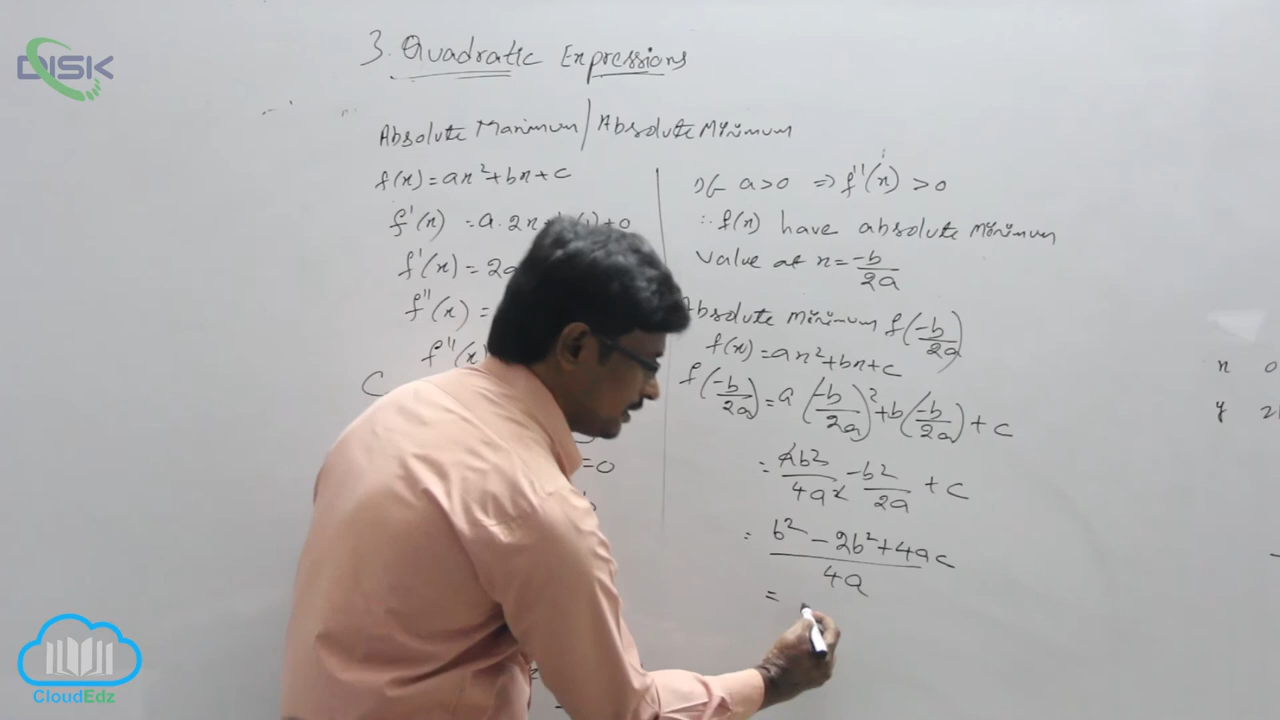 DISK
3. Quadratic Expressions
Absolute Maximum / Absolute Minimum
f(x) = ax²+bx+c
f'(x) = a. 2x+ (1)+0
f'(x) = 2a
f''(x) =
f''(x)
C
=0
If a>0 ⇒ f''(x) >0
∴ f(x) have absolute Minimum
Value at x = -b/2a
Absolute Minimum f(-b/2a)
f(x) = ax²+bx+c
f(-b/2a) = a(-b/2a)²+b(-b/2a)+c
= ab²/4a² -b²/2a + c
= b²-2b²+4ac/4a
=
x 0
y 2
CloudEdz